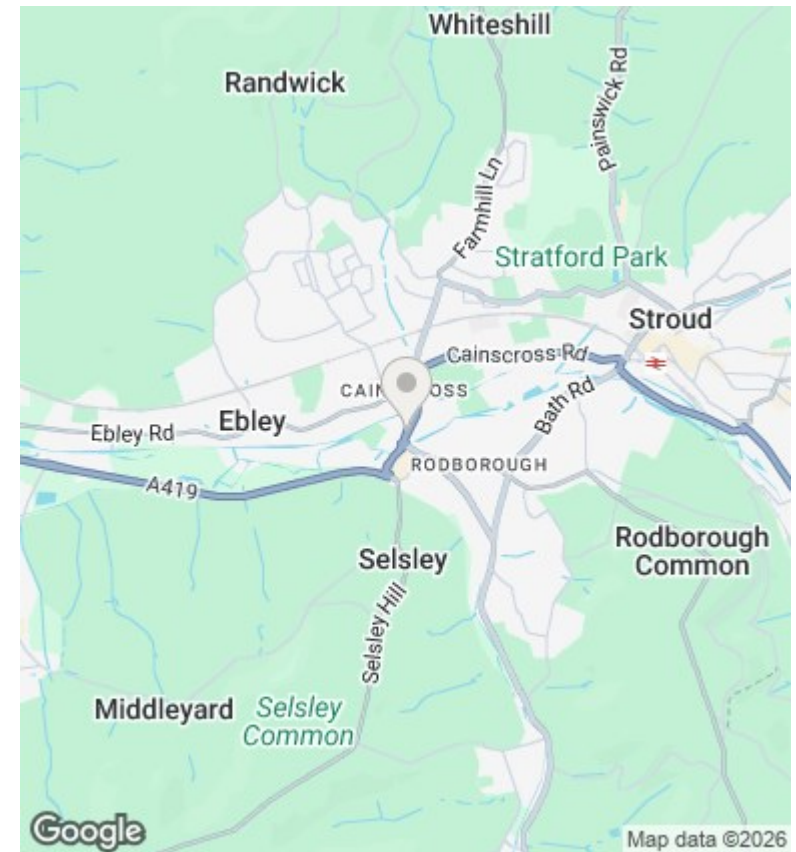 Whiteshill
Randwick
Painswick Rd
Farmhill Ln
Stratford Park
Stroud
Cainscross Rd
Bath Rd
Ebley
Ebley Rd
RODBOROUGH
A419
Rodborough
Common
Selsley
Selsley Hill
Middleyard
Selsley
Common
Google
Map data ©2026